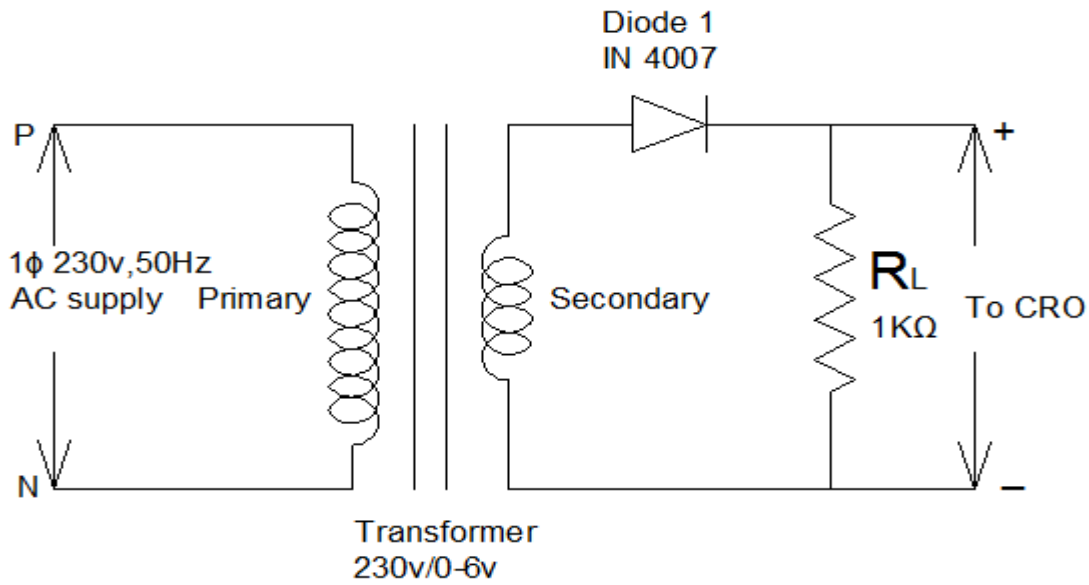 Diode 1
IN 4007
P
+
1ϕ 230v,50Hz
AC supply
Primary
Secondary
RL
1KΩ
To CRO
N
−
Transformer
230v/0-6v